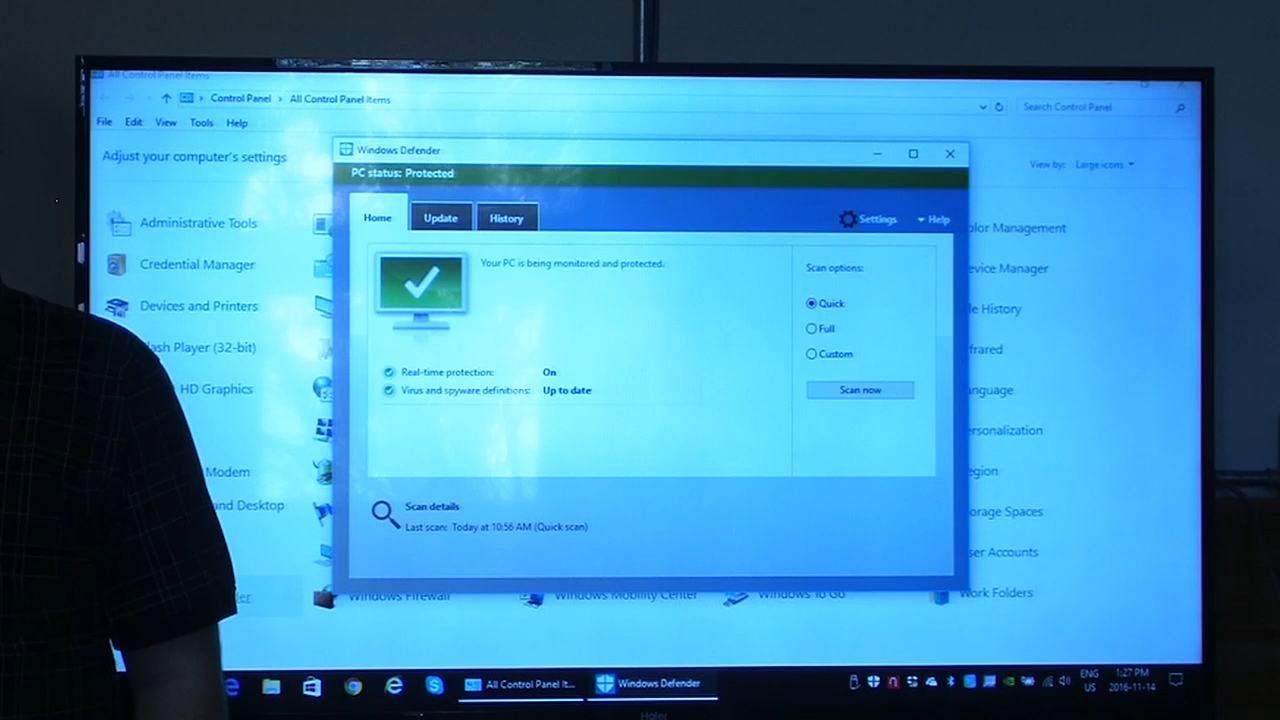 All Control Panel Items
Control Panel > All Control Panel Items
Search Control Panel
File Edit View Tools Help
Adjust your computer's settings
View by: Large icons
Windows Defender
PC status: Protected
Home
Update
History
Settings
Help
Your PC is being monitored and protected.
Real-time protection: On
Virus and spyware definitions: Up to date
Scan options:
Quick
Full
Custom
Scan now
Scan details
Last scan: Today at 10:56 AM (Quick scan)
Administrative Tools
Credential Manager
Devices and Printers
ash Player (32-bit)
HD Graphics
Modem
and Desktop
er
olor Management
evice Manager
le History
frared
anguage
ersonalization
egion
orage Spaces
ser Accounts
Windows Firewall
Windows Mobility Center
Windows To Go
Work Folders
All Control Panel It...
Windows Defender
ENG
US
1:27 PM
2016-11-14
Haier